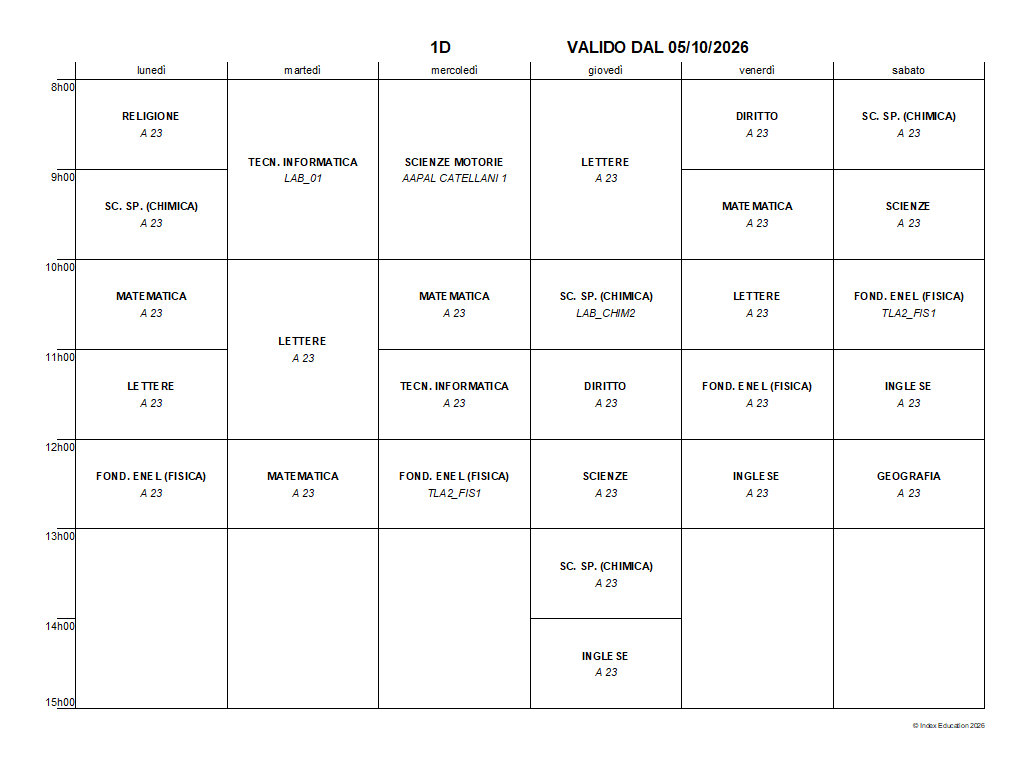 1D
VALIDO DAL 05/10/2026
lunedì martedì mercoledì giovedì venerdì sabato
8h00
RELIGIONE
A 23
TECN. INFORMATICA
LAB_01
SCIENZE MOTORIE
AAPAL CATELLANI 1
LETTERE
A 23
DIRITTO
A 23
SC. SP. (CHIMICA)
A 23
9h00
SC. SP. (CHIMICA)
A 23
MATEMATICA
A 23
SCIENZE
A 23
10h00
MATEMATICA
A 23
LETTERE
A 23
MATEMATICA
A 23
SC. SP. (CHIMICA)
LAB_CHIM2
LETTERE
A 23
FOND. ENEL (FISICA)
TLA2_FIS1
11h00
LETTERE
A 23
TECN. INFORMATICA
A 23
DIRITTO
A 23
FOND. ENEL (FISICA)
A 23
INGLESE
A 23
12h00
FOND. ENEL (FISICA)
A 23
MATEMATICA
A 23
FOND. ENEL (FISICA)
TLA2_FIS1
SCIENZE
A 23
INGLESE
A 23
GEOGRAFIA
A 23
13h00
SC. SP. (CHIMICA)
A 23
14h00
INGLESE
A 23
15h00
© Index Education 2026